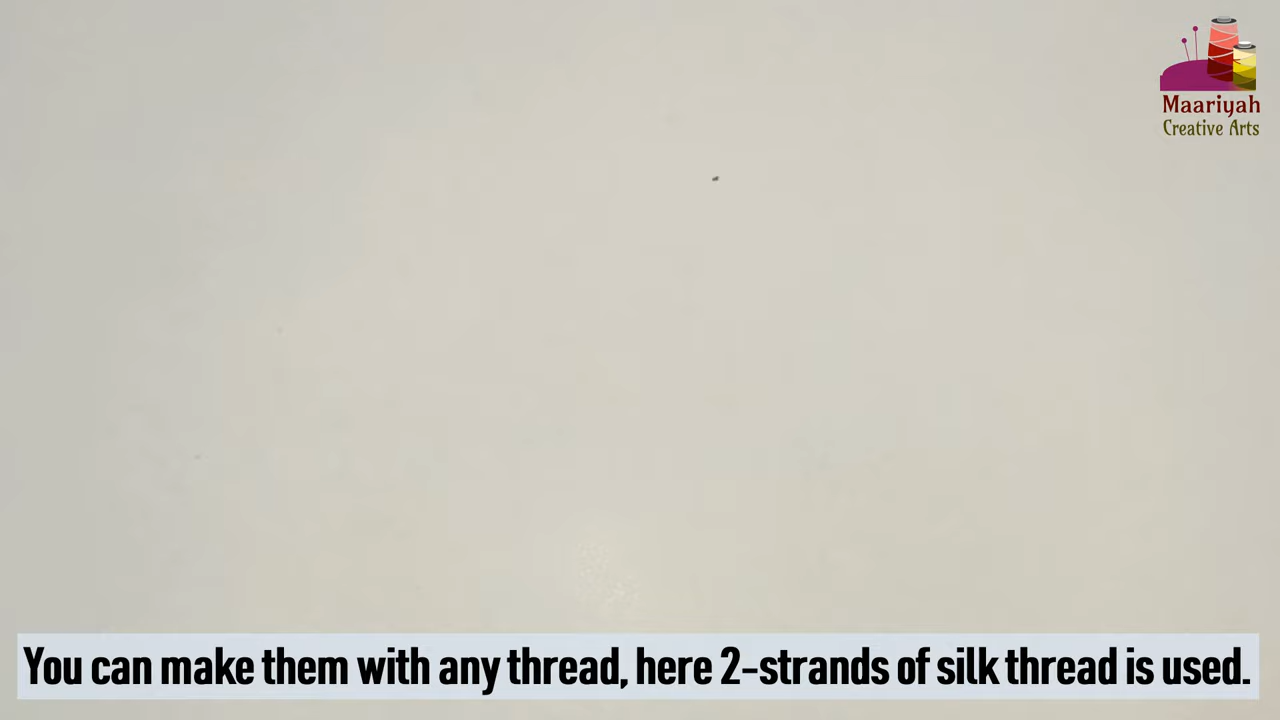 Maariyah
Creative Arts
You can make them with any thread, here 2-strands of silk thread is used.